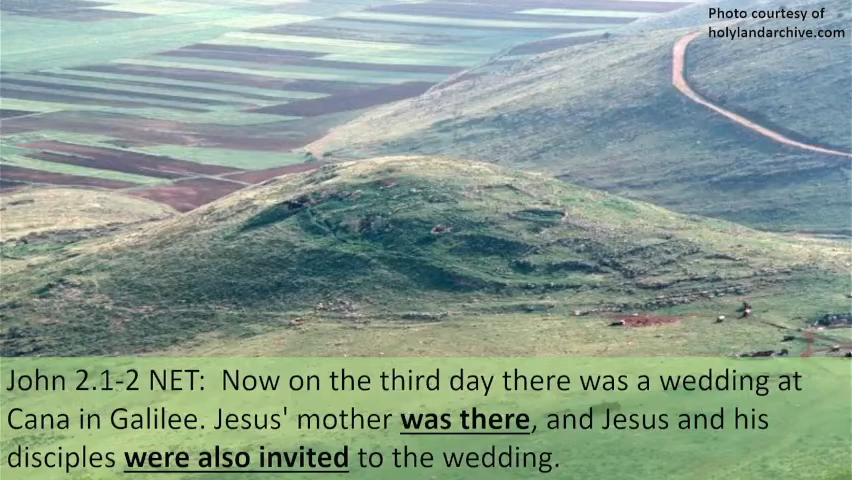 Photo courtesy of
holylandarchive.com
John 2.1-2 NET:  Now on the third day there was a wedding at
Cana in Galilee. Jesus' mother was there, and Jesus and his
disciples were also invited to the wedding.